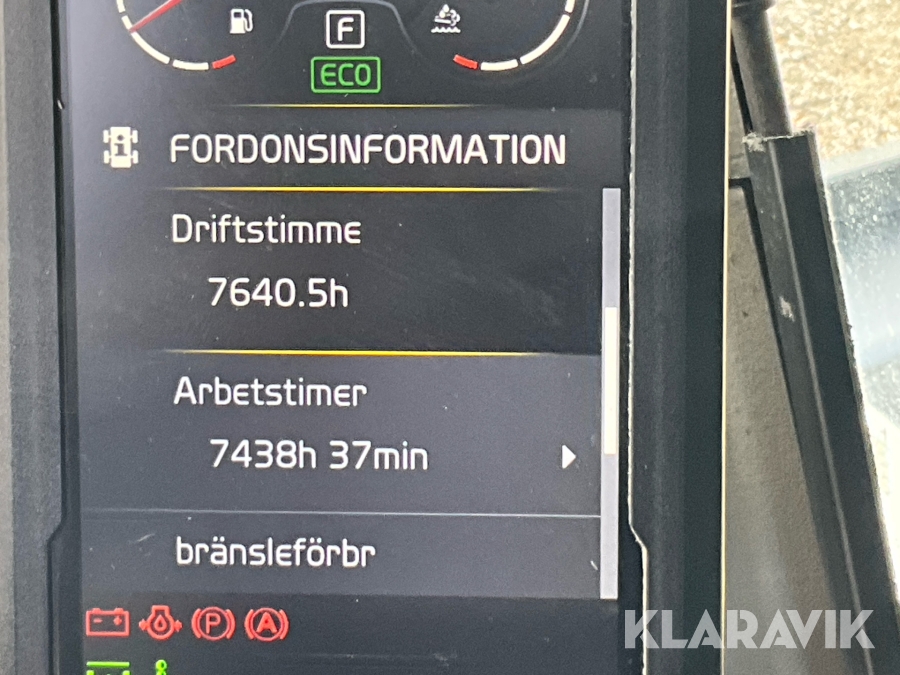 F
ECO
FORDONSINFORMATION
Driftstimme
7640.5h
Arbetstimer
7438h 37min
bränsleförbr
P
A
KLARAVIK